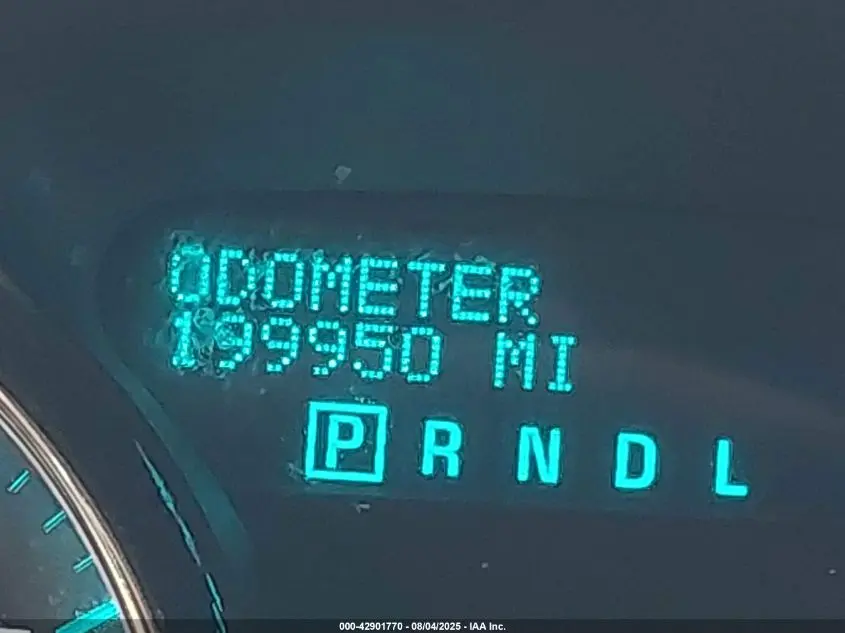 ODOMETER
199950 MI
P R N D L
000-42901770 - 08/04/2025 - IAA Inc.